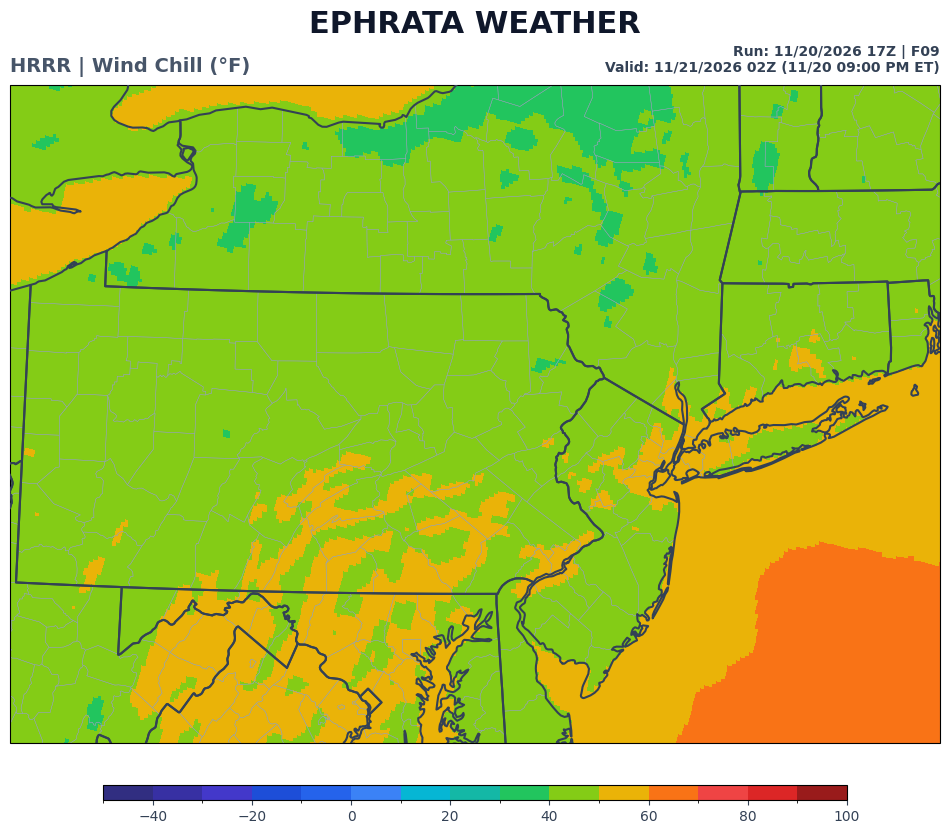 EPHRATA WEATHER
HRRR | Wind Chill (°F)
Run: 11/20/2026 17Z | F09
Valid: 11/21/2026 02Z (11/20 09:00 PM ET)
−40 −20 0 20 40 60 80 100